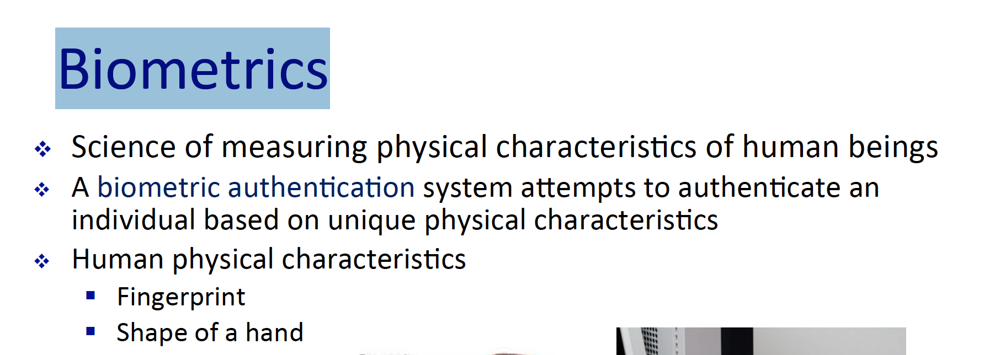 Biometrics
❖ Science of measuring physical characteristics of human beings
❖ A biometric authentication system attempts to authenticate an
individual based on unique physical characteristics
❖ Human physical characteristics
▪ Fingerprint
▪ Shape of a hand